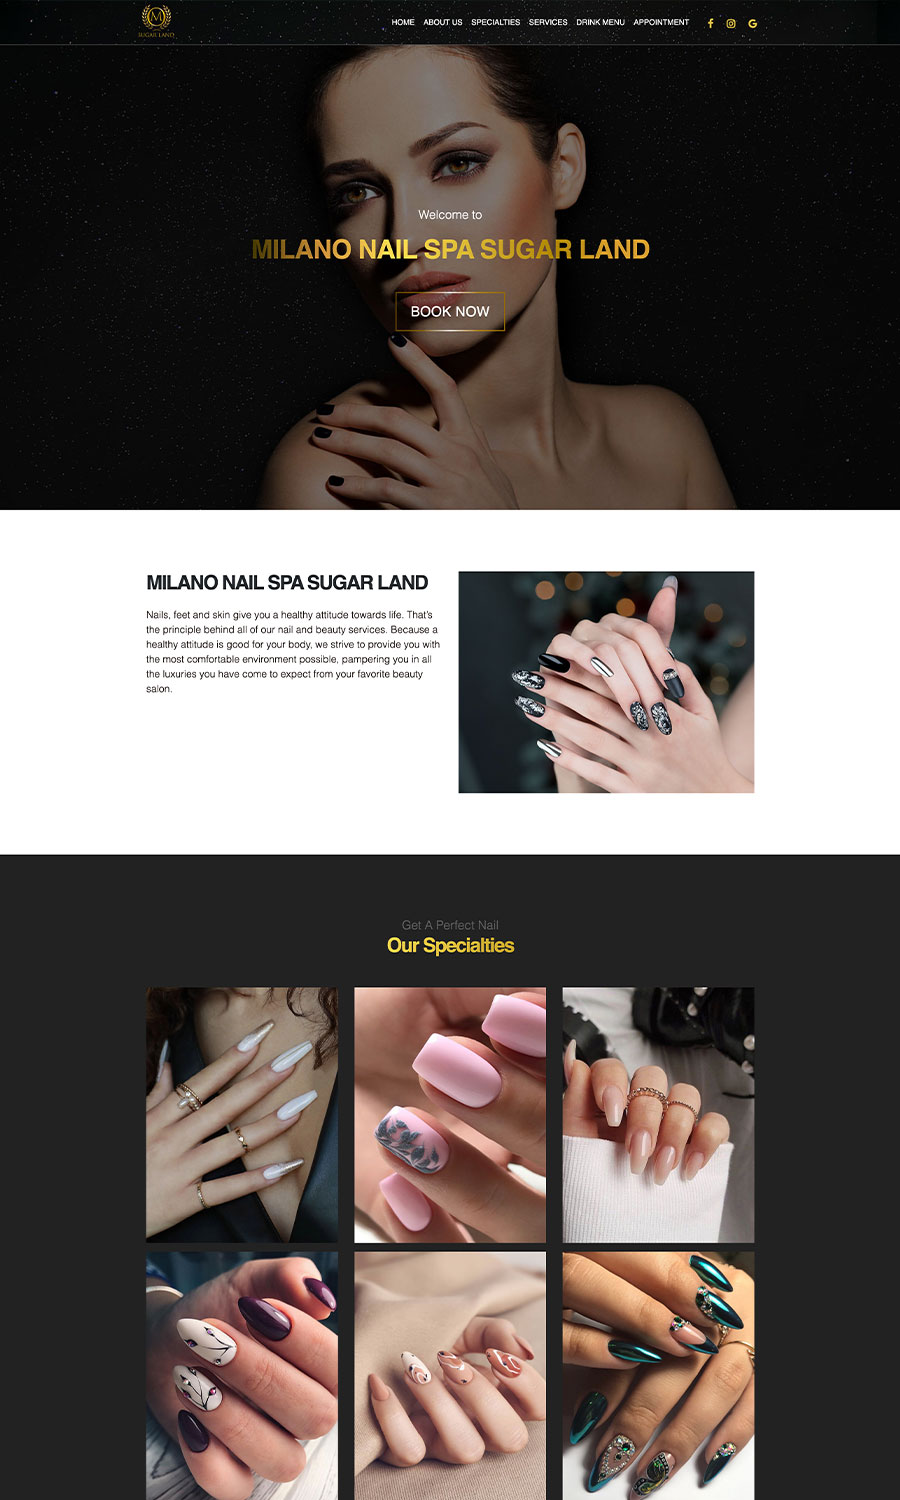 M
SUGAR LAND
HOME ABOUT US SPECIALTIES SERVICES DRINK MENU APPOINTMENT
Welcome to
MILANO NAIL SPA SUGAR LAND
BOOK NOW
MILANO NAIL SPA SUGAR LAND
Nails, feet and skin give you a healthy attitude towards life. That's
the principle behind all of our nail and beauty services. Because a
healthy attitude is good for your body, we strive to provide you with
the most comfortable environment possible, pampering you in all
the luxuries you have come to expect from your favorite beauty
salon.
Get A Perfect Nail
Our Specialties